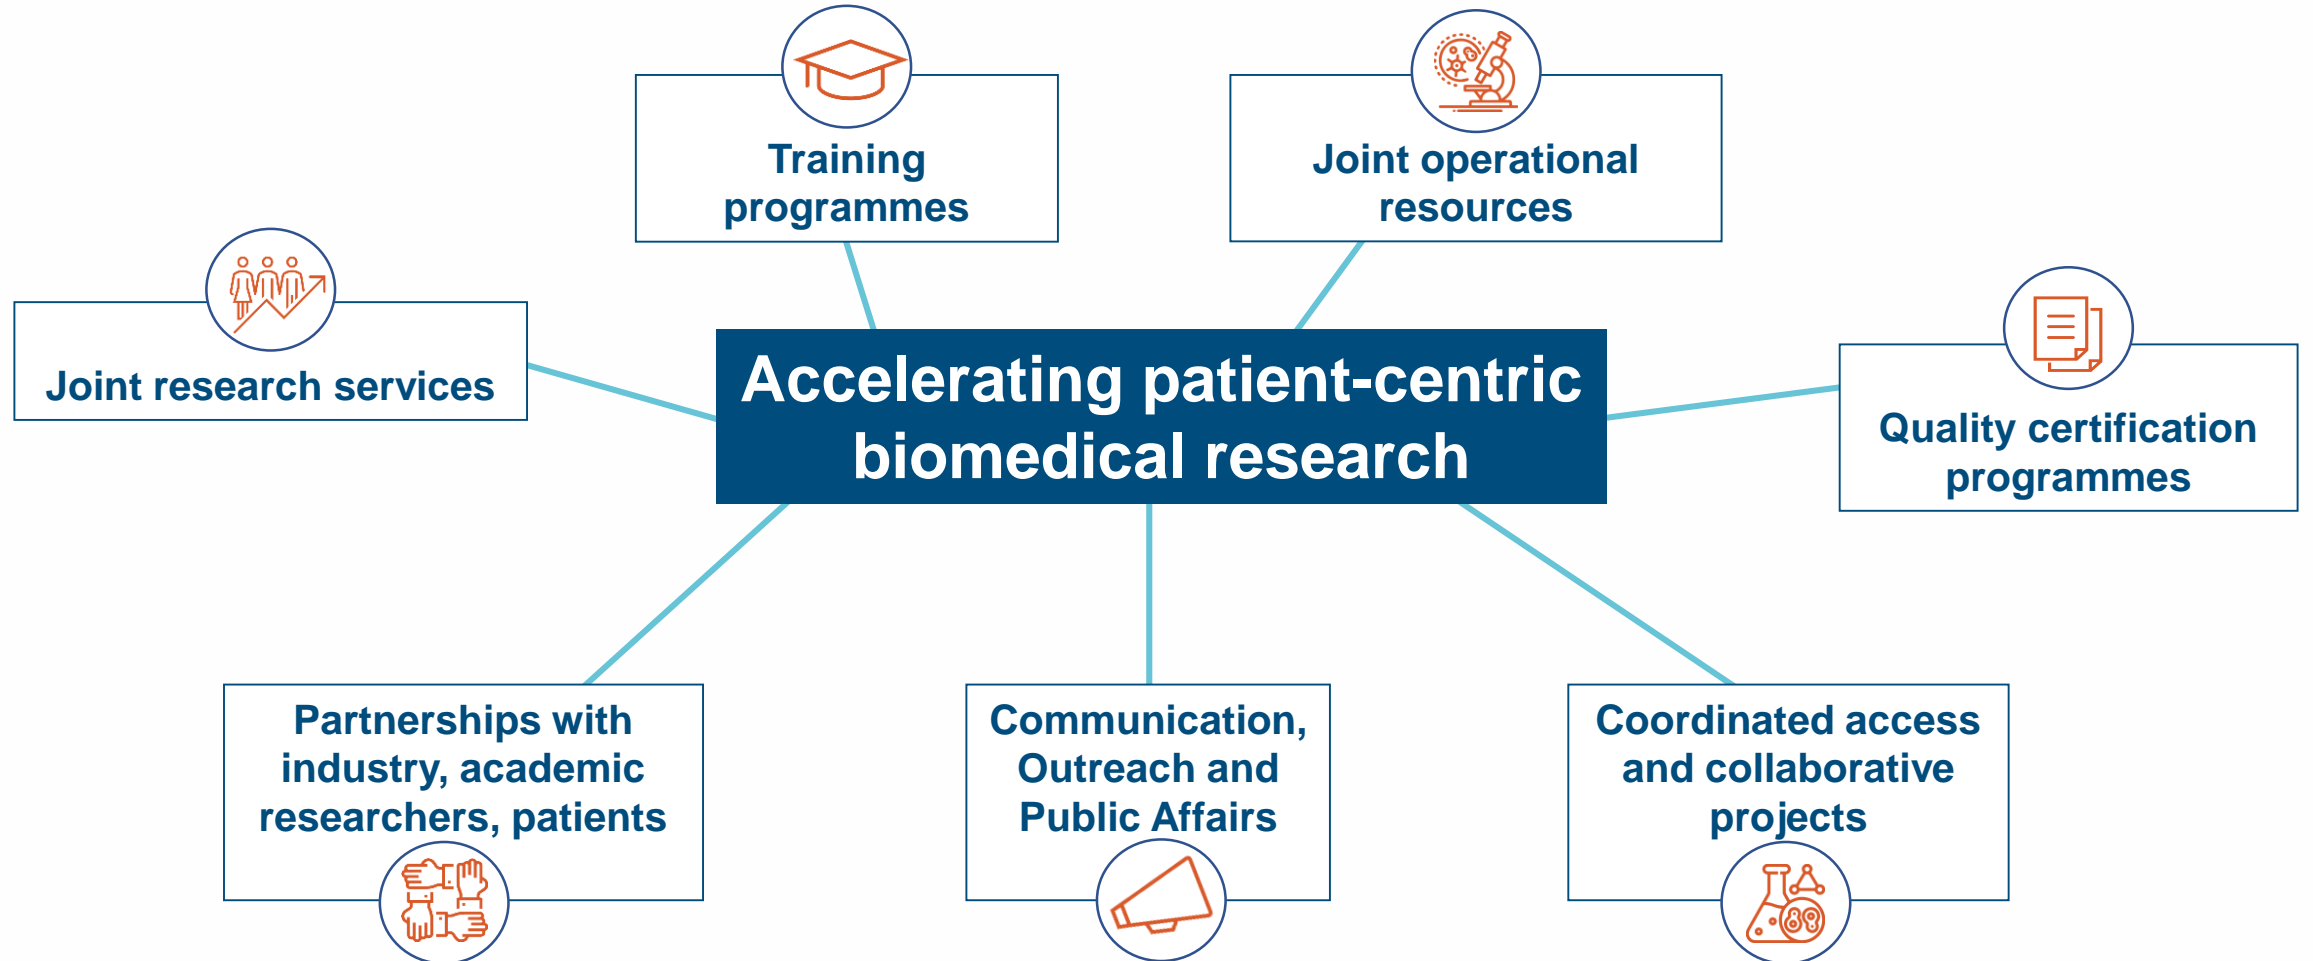 Training
programmes
Joint operational
resources
Joint research services
Accelerating patient-centric
biomedical research
Quality certification
programmes
Partnerships with
industry, academic
researchers, patients
Communication,
Outreach and
Public Affairs
Coordinated access
and collaborative
projects